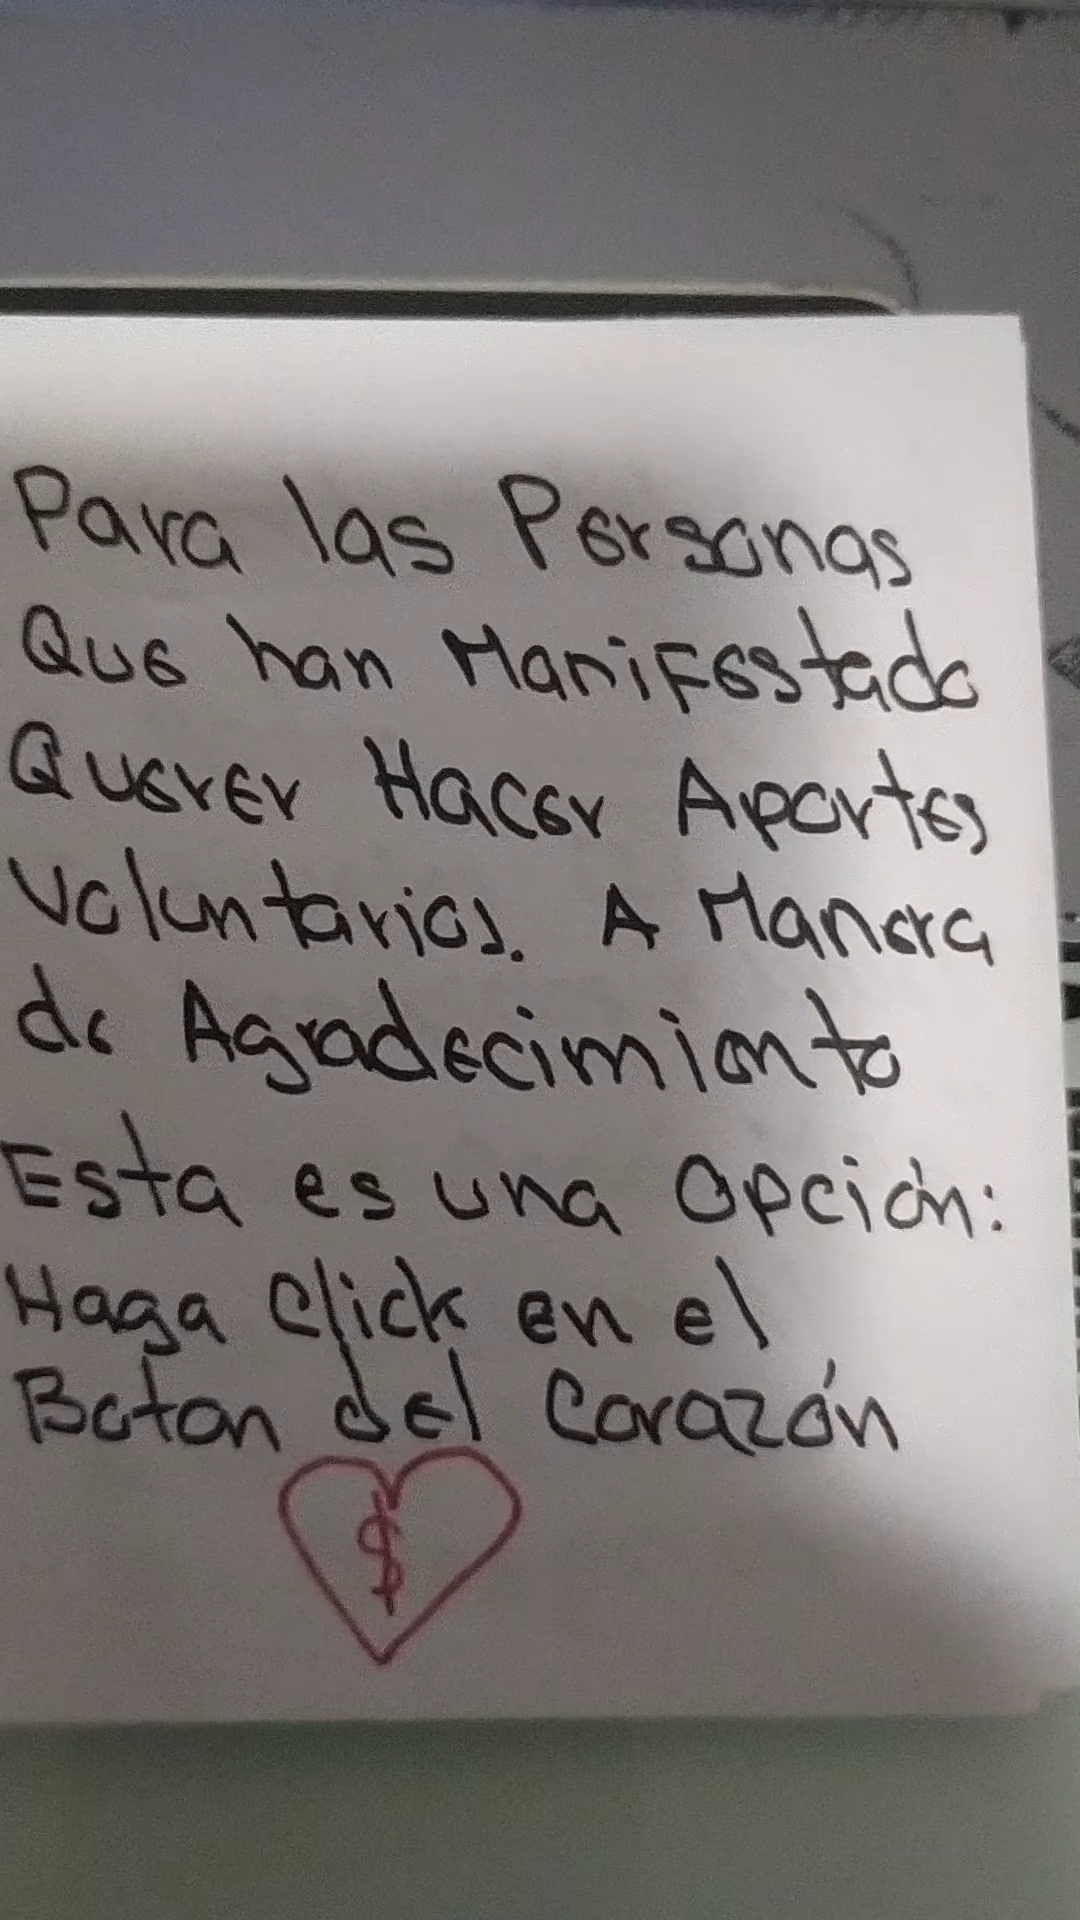 Para las Personas
Que han Manifestado
Querer Hacer Aportes
Voluntarios. A Manera
de Agradecimiento
Esta es una Opción:
Haga Click en el
Boton del Corazón
$